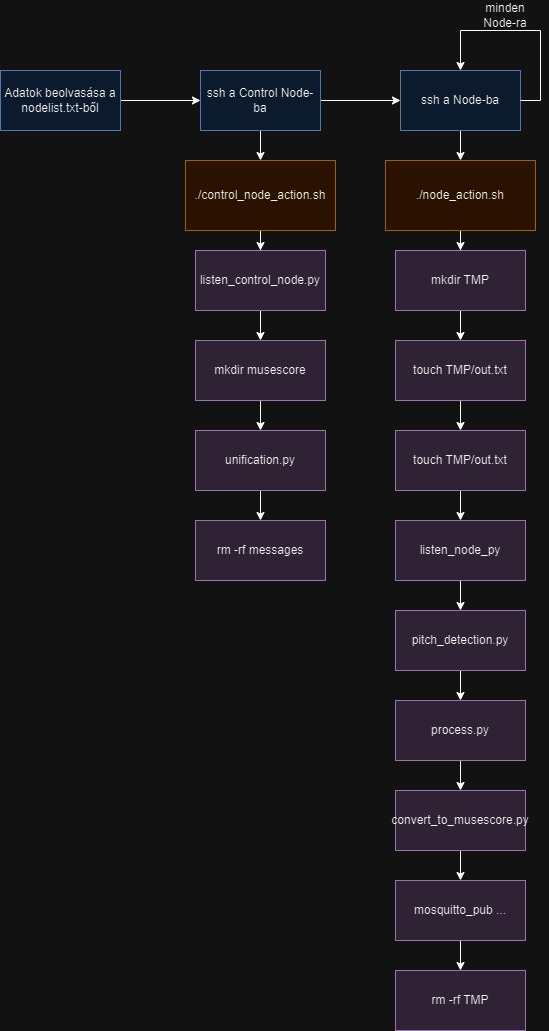 minden
Node-ra
Adatok beolvasása a
nodelist.txt-ből
ssh a Control Node-
ba
ssh a Node-ba
./control_node_action.sh
./node_action.sh
listen_control_node.py
mkdir TMP
mkdir musescore
touch TMP/out.txt
unification.py
touch TMP/out.txt
rm -rf messages
listen_node_py
pitch_detection.py
process.py
convert_to_musescore.py
mosquitto_pub ...
rm -rf TMP